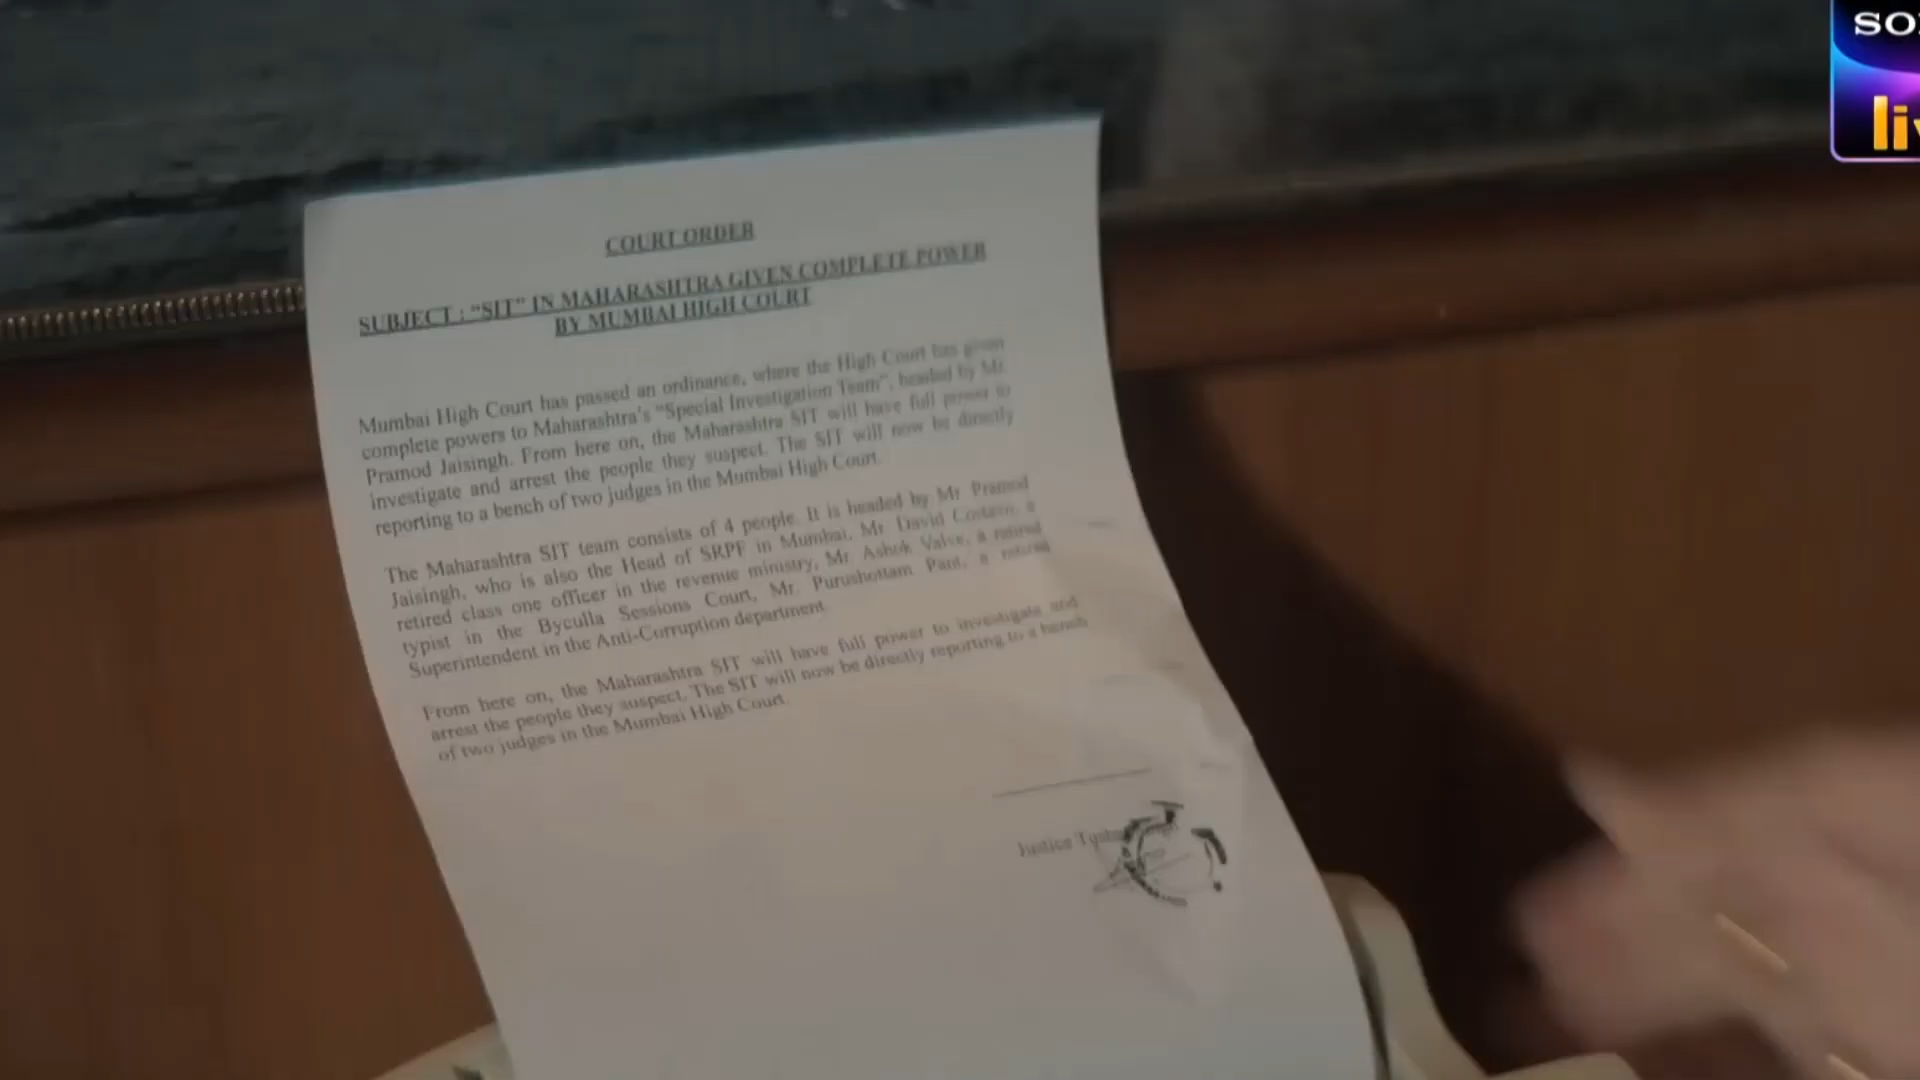 COURT ORDER
SUBJECT : "SIT" IN MAHARASHTRA GIVEN COMPLETE POWER
BY MUMBAI HIGH COURT
Mumbai High Court has passed an ordinance, where the High Court has given
complete powers to Maharashtra's "Special Investigation Team", headed by Mr
Pramod Jaisingh. From here on, the Maharashtra SIT will have full power to
investigate and arrest the people they suspect. The SIT will now be directly
reporting to a bench of two judges in the Mumbai High Court.
The Maharashtra SIT team consists of 4 people. It is headed by Mr Pramod
Jaisingh, who is also the Head of SRPF in Mumbai, Mr. David a
retired class one officer in the revenue ministry, Mr. Ashok Valve, a retired
typist in the Byculla Sessions Court, Mr. Purushottam Pant, a retired
Superintendent in the Anti-Corruption department.
From here on, the Maharashtra SIT will have full power to investigate and
arrest the people they suspect. The SIT will now be directly reporting to a bench
of two judges in the Mumbai High Court.
Justice
SO
li